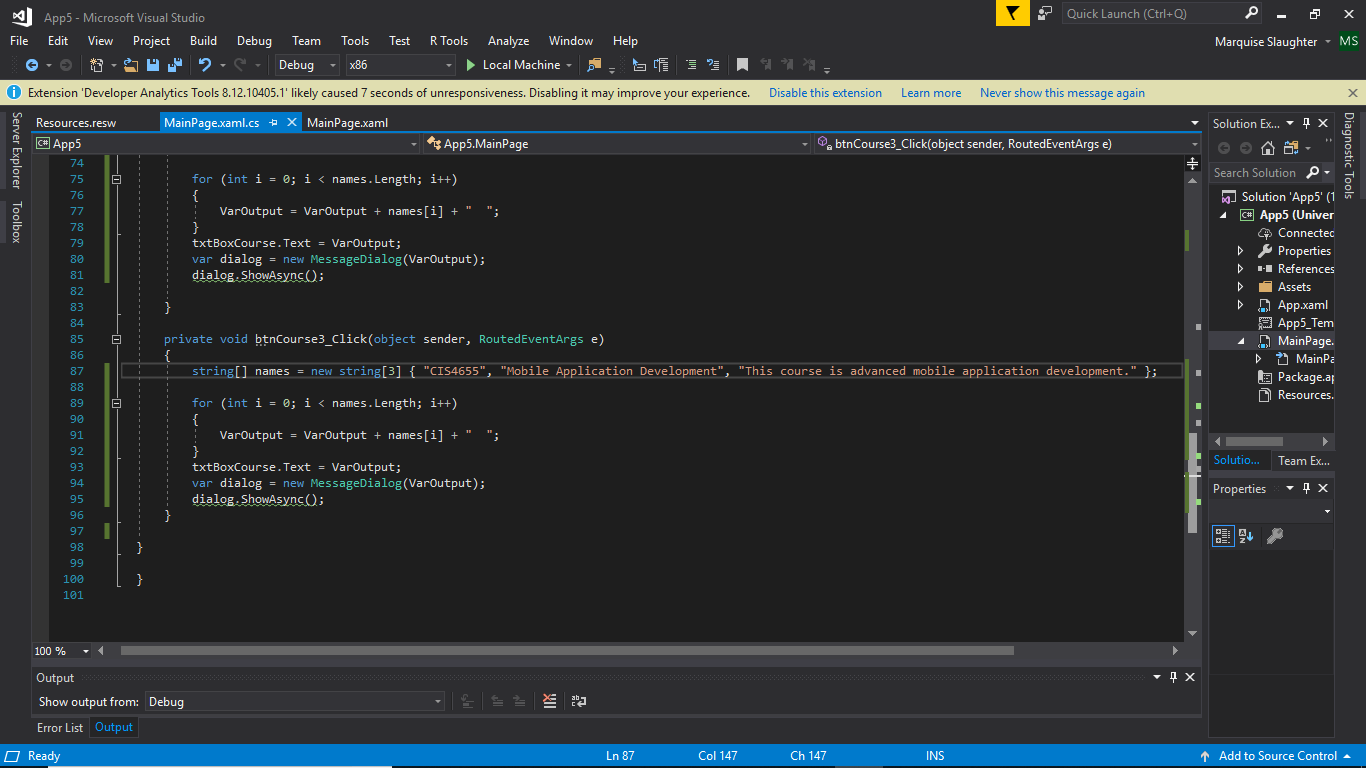 App5 - Microsoft Visual Studio
Quick Launch (Ctrl+Q)
File Edit View Project Build Debug Team Tools Test R Tools Analyze Window Help
Marquise Slaughter MS
Debug x86 Local Machine
Extension 'Developer Analytics Tools 8.12.10405.1' likely caused 7 seconds of unresponsiveness. Disabling it may improve your experience. Disable this extension Learn more Never show this message again
Server Explorer
Toolbox
Resources.resw MainPage.xaml.cs MainPage.xaml
C# App5 App5.MainPage btnCourse3_Click(object sender, RoutedEventArgs e)
74
75 for (int i = 0; i < names.Length; i++)
76 {
77 VarOutput = VarOutput + names[i] + "  ";
78 }
79 txtBoxCourse.Text = VarOutput;
80 var dialog = new MessageDialog(VarOutput);
81 dialog.ShowAsync();
82
83 }
84
85 private void btnCourse3_Click(object sender, RoutedEventArgs e)
86 {
87 string[] names = new string[3] { "CIS4655", "Mobile Application Development", "This course is advanced mobile application development." };
88
89 for (int i = 0; i < names.Length; i++)
90 {
91 VarOutput = VarOutput + names[i] + "  ";
92 }
93 txtBoxCourse.Text = VarOutput;
94 var dialog = new MessageDialog(VarOutput);
95 dialog.ShowAsync();
96 }
97
98 }
99
100 }
101
100 %
Output
Show output from: Debug
Error List Output
Solution Ex...
Search Solution
Solution 'App5' (1
C# App5 (Univer
Connected
Properties
References
Assets
App.xaml
App5_Tem
MainPage.
MainPa
Package.ap
Resources.
Solutio... Team Ex...
Properties
Diagnostic Tools
Ready Ln 87 Col 147 Ch 147 INS Add to Source Control